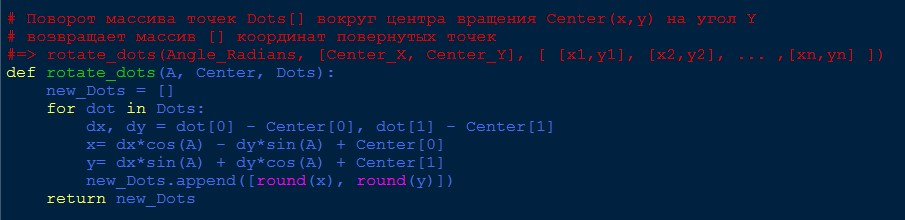 # Поворот массива точек Dots[] вокруг центра вращения Center(x,y) на угол Y
# возвращает массив [] координат повернутых точек
#=> rotate_dots(Angle_Radians, [Center_X, Center_Y], [ [x1,y1], [x2,y2], ... ,[xn,yn] ])
def rotate_dots(A, Center, Dots):
    new_Dots = []
    for dot in Dots:
        dx, dy = dot[0] - Center[0], dot[1] - Center[1]
        x= dx*cos(A) - dy*sin(A) + Center[0]
        y= dx*sin(A) + dy*cos(A) + Center[1]
        new_Dots.append([round(x), round(y)])
    return new_Dots